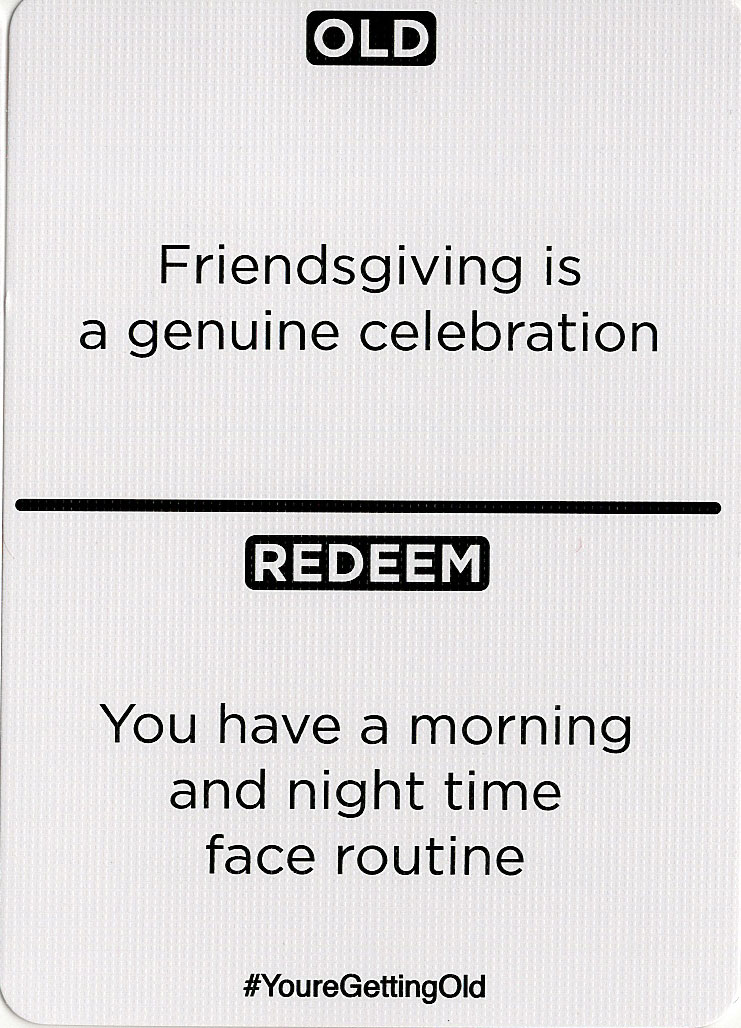 OLD
Friendsgiving is
a genuine celebration
REDEEM
You have a morning
and night time
face routine
#YoureGettingOld